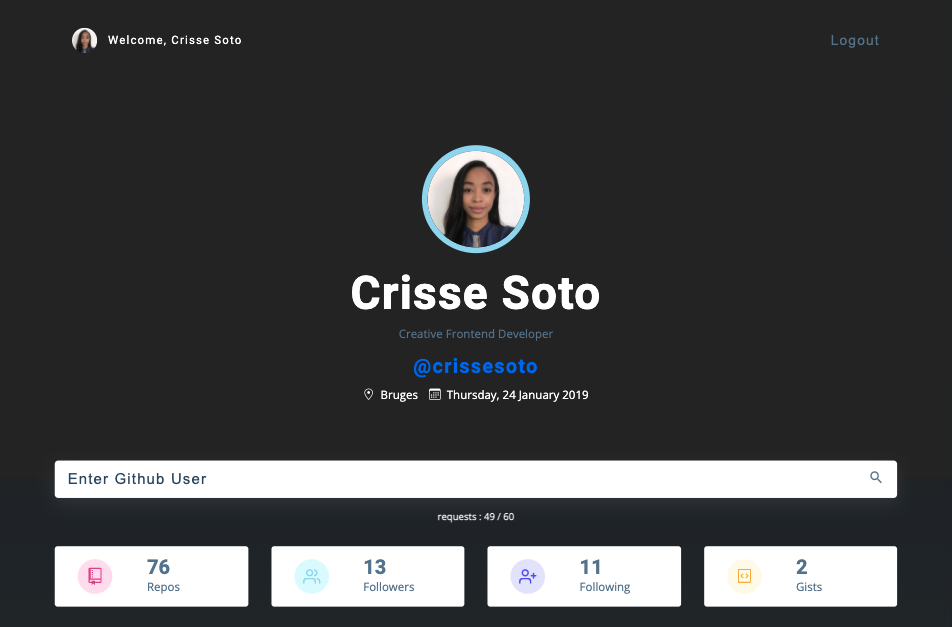 Welcome, Crisse Soto
Logout
Crisse Soto
Creative Frontend Developer
@crissesoto
Bruges Thursday, 24 January 2019
Enter Github User
requests : 49 / 60
76
Repos
13
Followers
11
Following
2
Gists